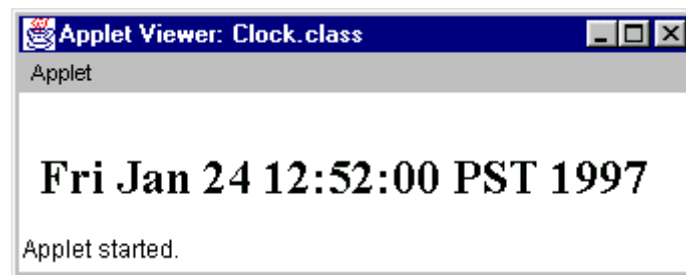 Applet Viewer: Clock.class
Applet
Fri Jan 24 12:52:00 PST 1997
Applet started.